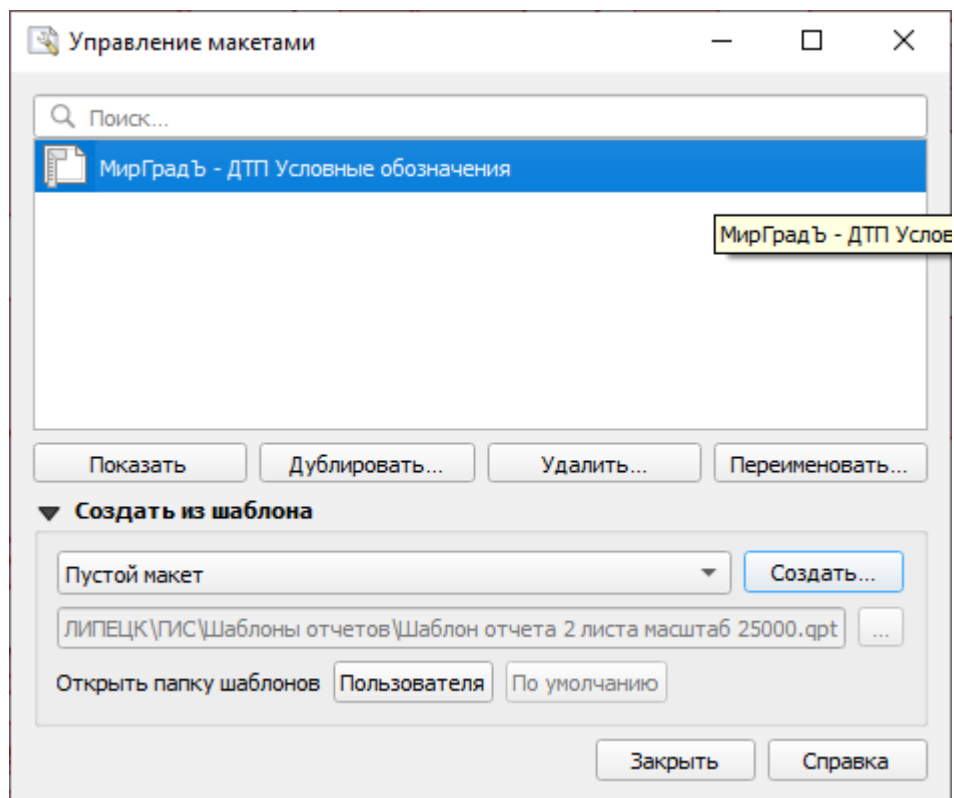 Управление макетами
Поиск...
МирГрадЪ - ДТП Условные обозначения
МирГрадЪ - ДТП Услов
Показать
Дублировать...
Удалить...
Переименовать...
Создать из шаблона
Пустой макет
Создать...
ЛИПЕЦК\ГИС\Шаблоны отчетов\Шаблон отчета 2 листа масштаб 25000.qpt
...
Открыть папку шаблонов
Пользователя
По умолчанию
Закрыть
Справка